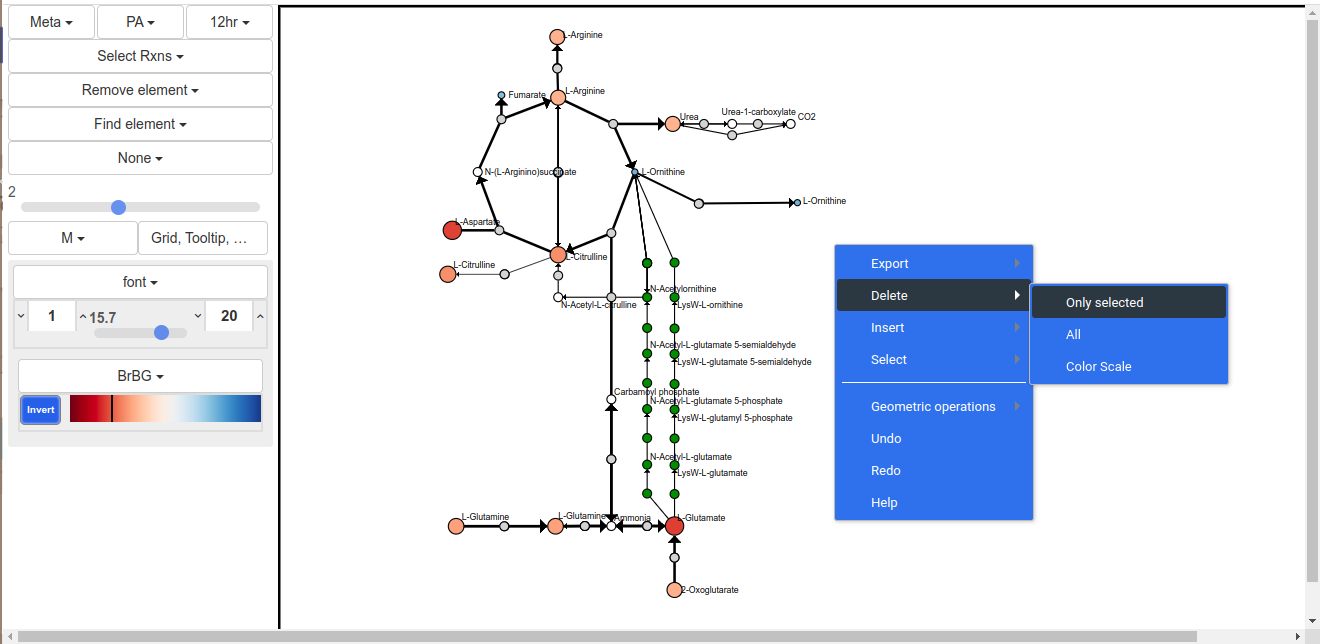 Meta
PA
12hr
Select Rxns
Remove element
Find element
None
2
M
Grid, Tooltip, …
font
1
15.7
20
BrBG
Invert
L-Arginine
Fumarate
L-Arginine
Urea
Urea-1-carboxylate
CO2
N-(L-Arginino)succinate
L-Ornithine
L-Ornithine
L-Aspartate
L-Citrulline
L-Citrulline
N-Acetylornithine
N-Acetyl-L-citrulline
LysW-L-ornithine
N-Acetyl-L-glutamate 5-semialdehyde
LysW-L-glutamate 5-semialdehyde
Carbamoyl phosphate
N-Acetyl-L-glutamate 5-phosphate
LysW-L-glutamyl 5-phosphate
N-Acetyl-L-glutamate
LysW-L-glutamate
L-Glutamine
L-Glutamine
Ammonia
L-Glutamate
2-Oxoglutarate
Export
Delete
Insert
Select
Geometric operations
Undo
Redo
Help
Only selected
All
Color Scale